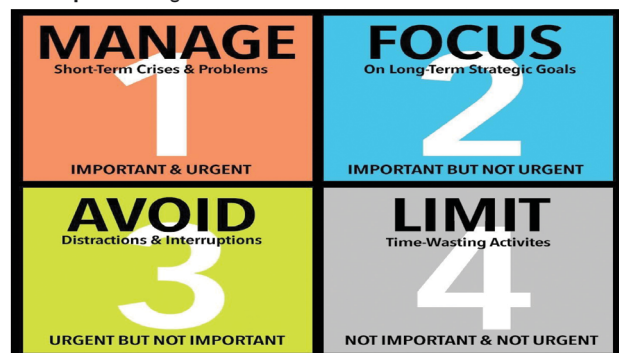 MANAGE
Short-Term Crises & Problems
1
IMPORTANT & URGENT
FOCUS
On Long-Term Strategic Goals
2
IMPORTANT BUT NOT URGENT
AVOID
Distractions & Interruptions
3
URGENT BUT NOT IMPORTANT
LIMIT
Time-Wasting Activites
4
NOT IMPORTANT & NOT URGENT